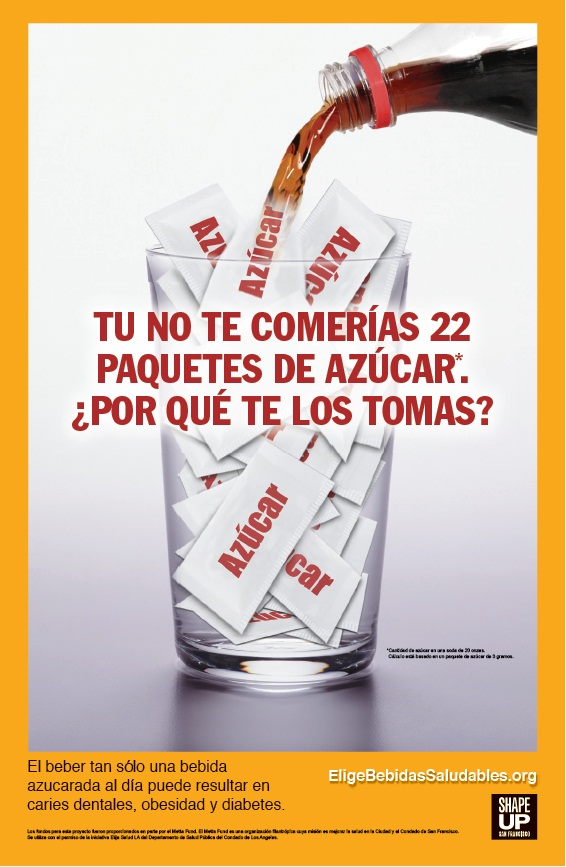 Azúcar
Azúcar
Azúcar
TU NO TE COMERÍAS 22
PAQUETES DE AZÚCAR*.
¿POR QUÉ TE LOS TOMAS?
Azúcar
car
*Cantidad de azúcar en una soda de 20 onzas.
Cálculo está basado en un paquete de azúcar de 3 gramos.
El beber tan sólo una bebida
azucarada al día puede resultar en
caries dentales, obesidad y diabetes.
EligeBebidasSaludables.org
SHAPE
UP
SAN FRANCISCO
Los fondos para este proyecto fueron proporcionados en parte por el Metta Fund. El Metta Fund es una organización filantrópica cuya misión es mejorar la salud en la Ciudad y el Condado de San Francisco.
Se utiliza con el permiso de la iniciativa Elija Salud LA del Departamento de Salud Pública del Condado de Los Angeles.